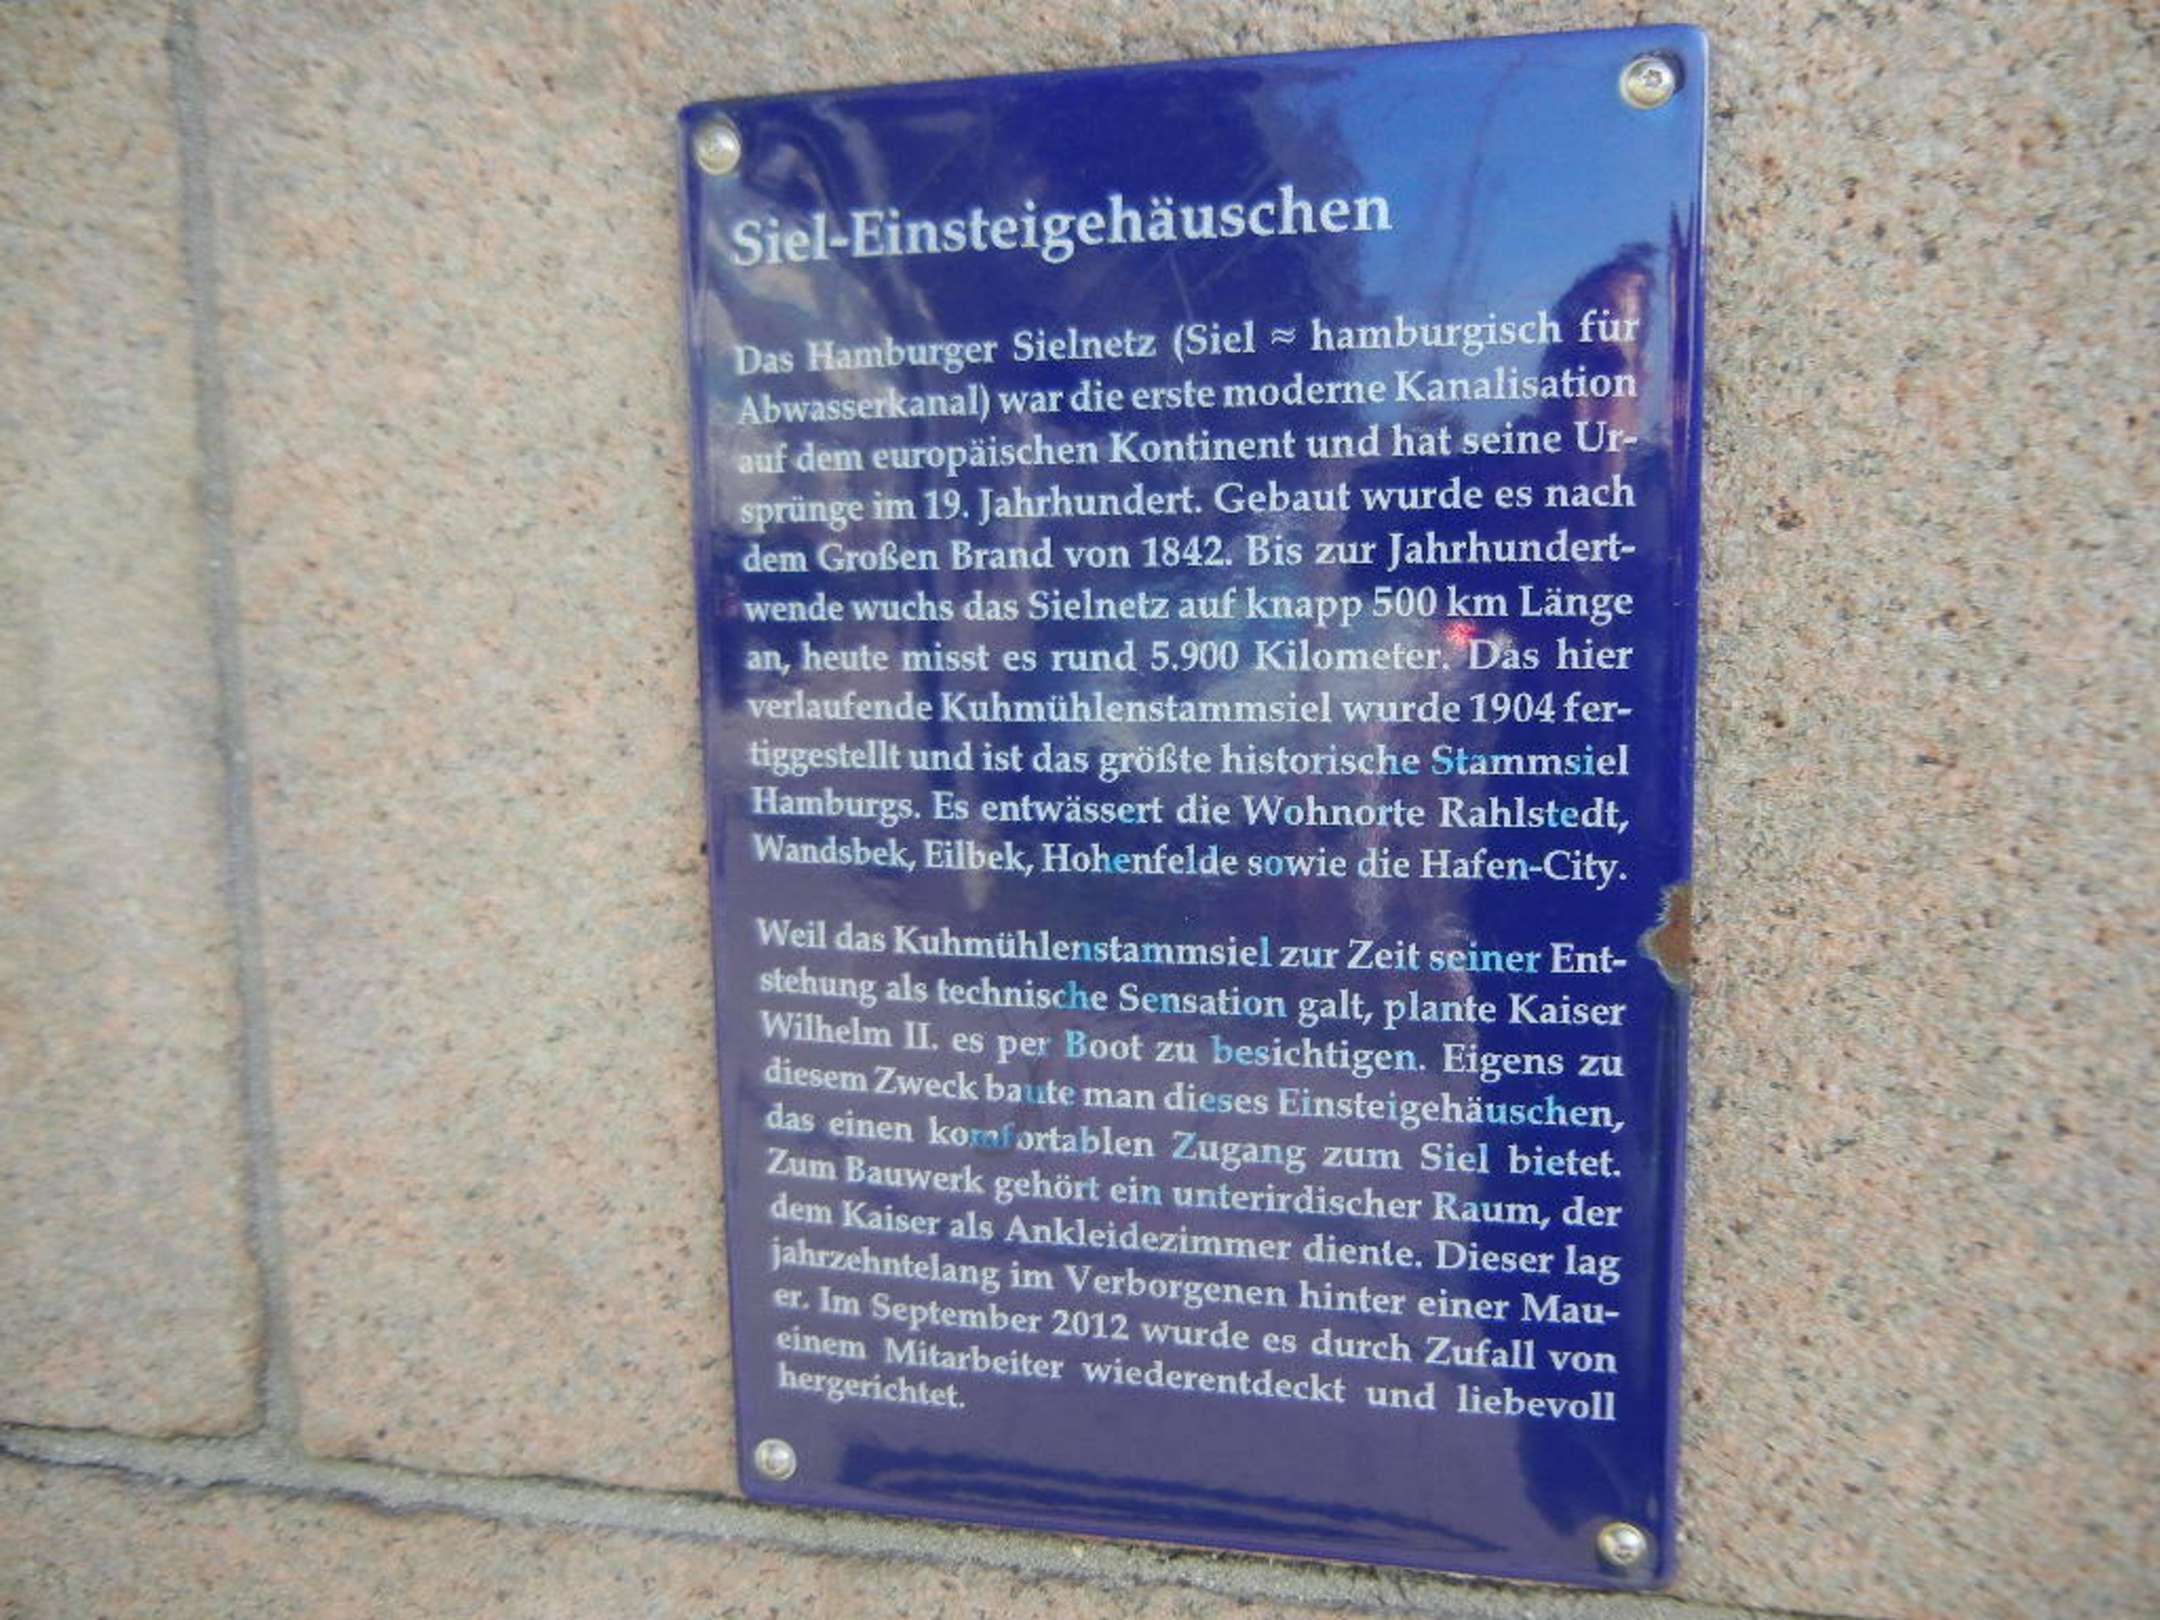 Siel-Einsteigehäuschen
Das Hamburger Sielnetz (Siel ≈ hamburgisch für
Abwasserkanal) war die erste moderne Kanalisation
auf dem europäischen Kontinent und hat seine Ur-
sprünge im 19. Jahrhundert. Gebaut wurde es nach
dem Großen Brand von 1842. Bis zur Jahrhundert-
wende wuchs das Sielnetz auf knapp 500 km Länge
an, heute misst es rund 5.900 Kilometer. Das hier
verlaufende Kuhmühlenstammsiel wurde 1904 fer-
tiggestellt und ist das größte historische Stammsiel
Hamburgs. Es entwässert die Wohnorte Rahlstedt,
Wandsbek, Eilbek, Hohenfelde sowie die Hafen-City.
Weil das Kuhmühlenstammsiel zur Zeit seiner Ent-
stehung als technische Sensation galt, plante Kaiser
Wilhelm II. es per Boot zu besichtigen. Eigens zu
diesem Zweck baute man dieses Einsteigehäuschen,
das einen komfortablen Zugang zum Siel bietet.
Zum Bauwerk gehört ein unterirdischer Raum, der
dem Kaiser als Ankleidezimmer diente. Dieser lag
jahrzehntelang im Verborgenen hinter einer Mau-
er. Im September 2012 wurde es durch Zufall von
einem Mitarbeiter wiederentdeckt und liebevoll
hergerichtet.